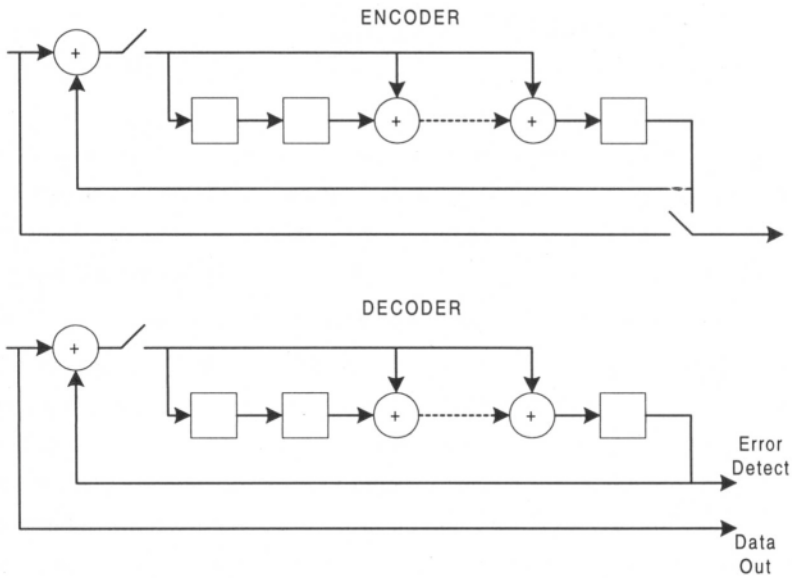 ENCODER
+
+
+
DECODER
+
+
+
Error
Detect
Data
Out